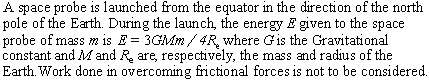 A space probe is launched from the equator in the direction of the north
pole of the Earth. During the launch, the energy E given to the space
probe of mass m is E = 3GMm / 4Re where G is the Gravitational
constant and M and Re are, respectively, the mass and radius of the
Earth.Work done in overcoming frictional forces is not to be considered.